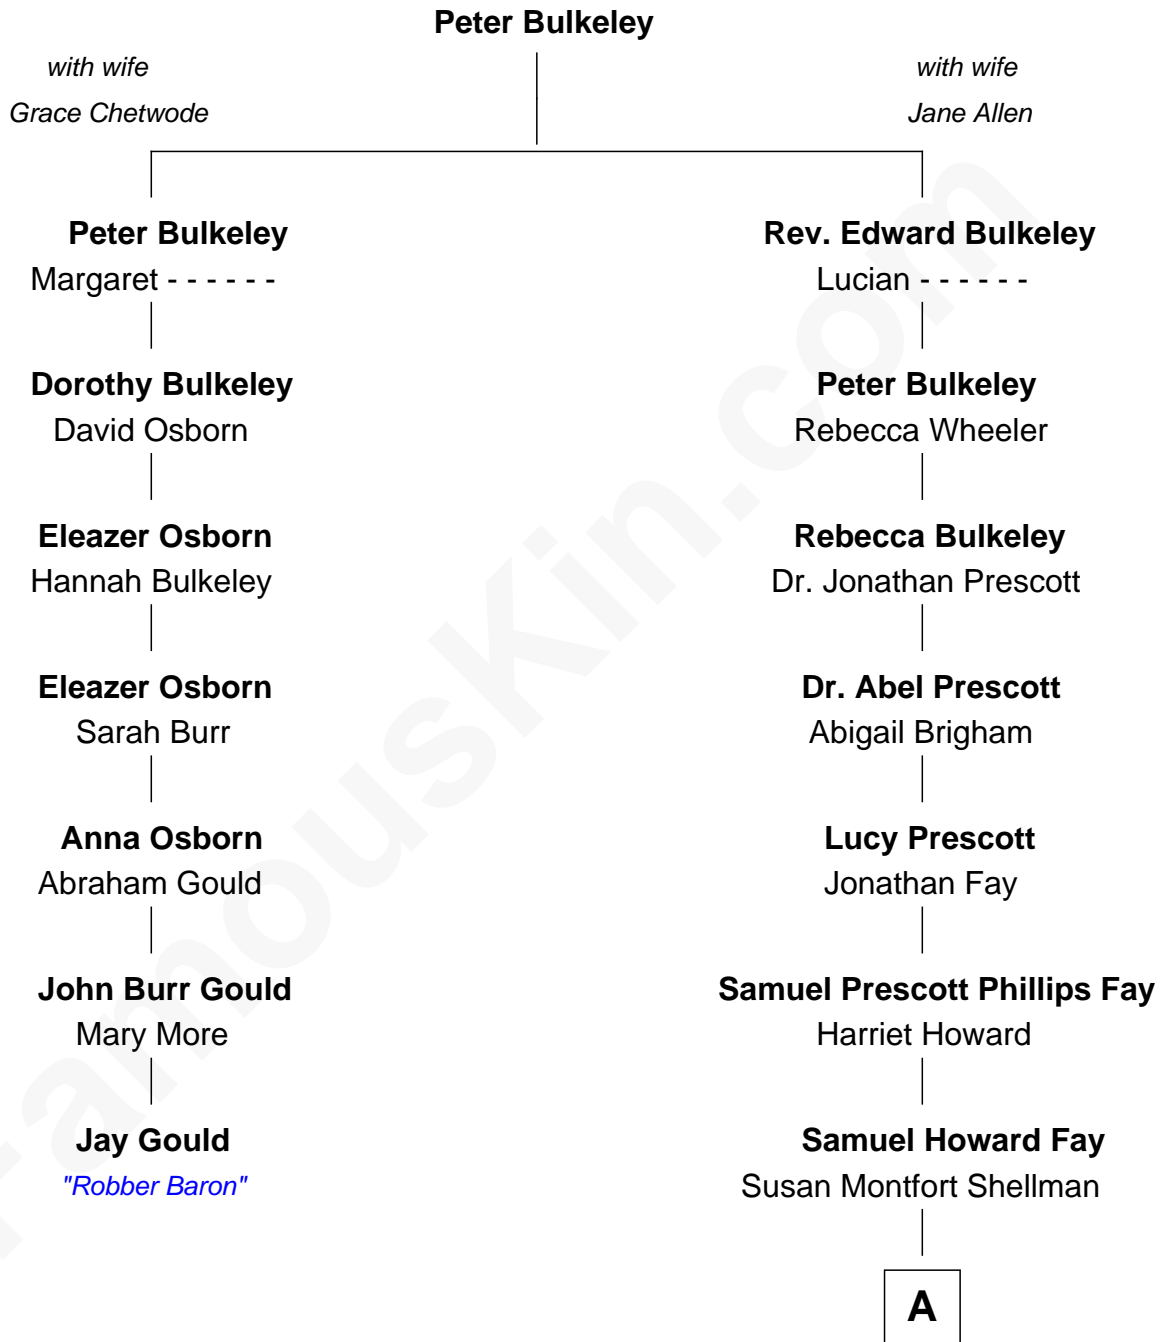 Peter Bulkeley
with wife
Grace Chetwode
with wife
Jane Allen
Peter Bulkeley
Margaret - - - - - -
Rev. Edward Bulkeley
Lucian - - - - - -
Dorothy Bulkeley
David Osborn
Peter Bulkeley
Rebecca Wheeler
Eleazer Osborn
Hannah Bulkeley
Rebecca Bulkeley
Dr. Jonathan Prescott
Eleazer Osborn
Sarah Burr
Dr. Abel Prescott
Abigail Brigham
Anna Osborn
Abraham Gould
Lucy Prescott
Jonathan Fay
John Burr Gould
Mary More
Samuel Prescott Phillips Fay
Harriet Howard
Jay Gould
"Robber Baron"
Samuel Howard Fay
Susan Montfort Shellman
A
FamousKin.com